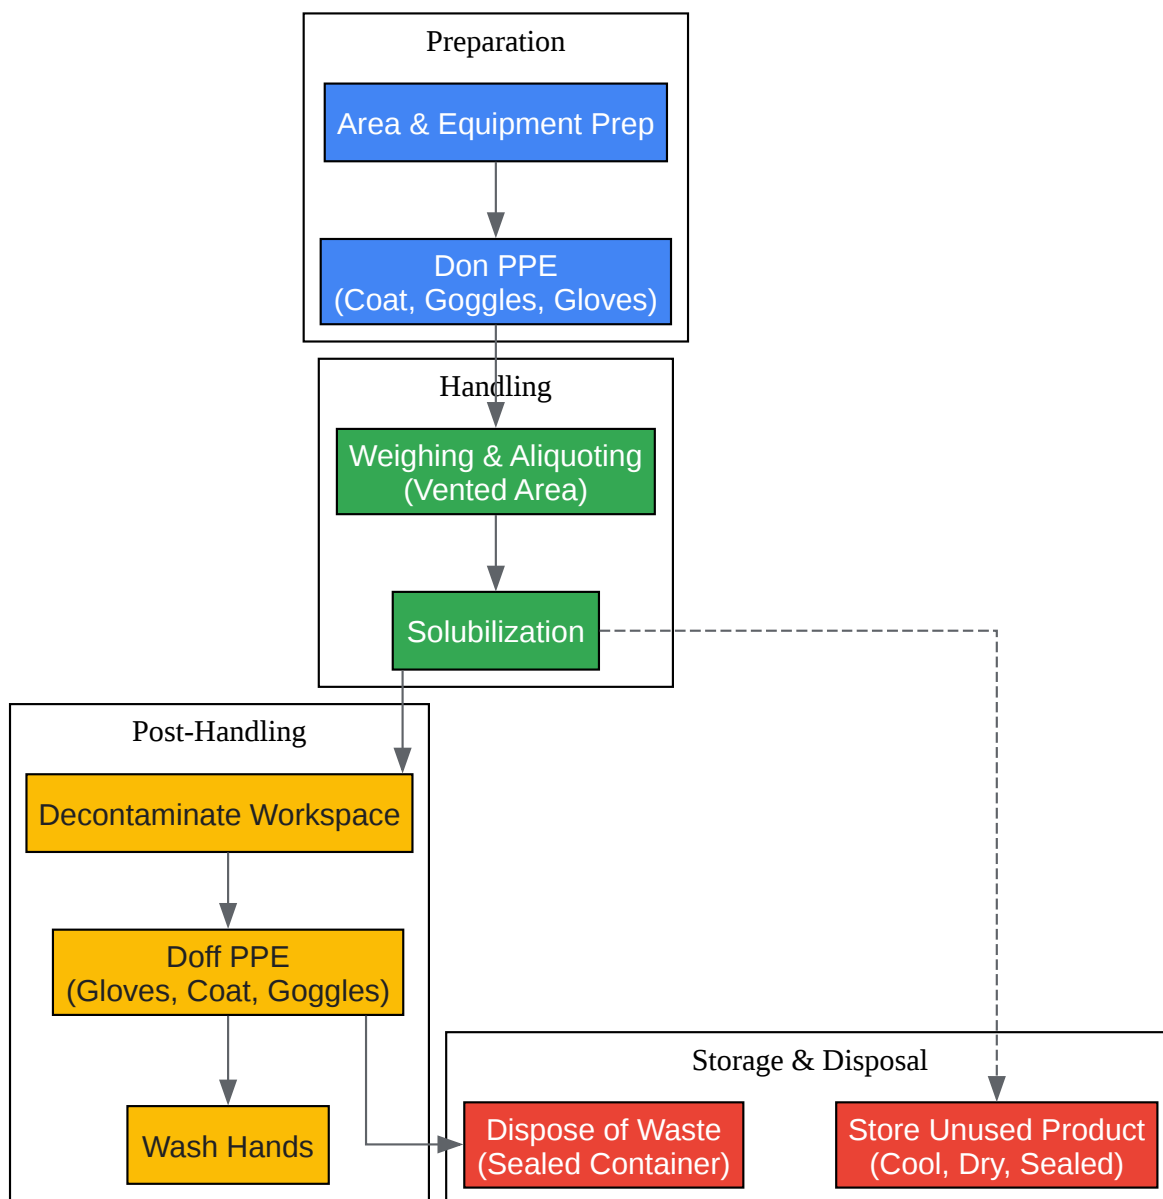 Preparation
Area & Equipment Prep
Don PPE
(Coat, Goggles, Gloves)
Handling
Weighing & Aliquoting
(Vented Area)
Solubilization
Post-Handling
Decontaminate Workspace
Doff PPE
(Gloves, Coat, Goggles)
Wash Hands
Storage & Disposal
Dispose of Waste
(Sealed Container)
Store Unused Product
(Cool, Dry, Sealed)